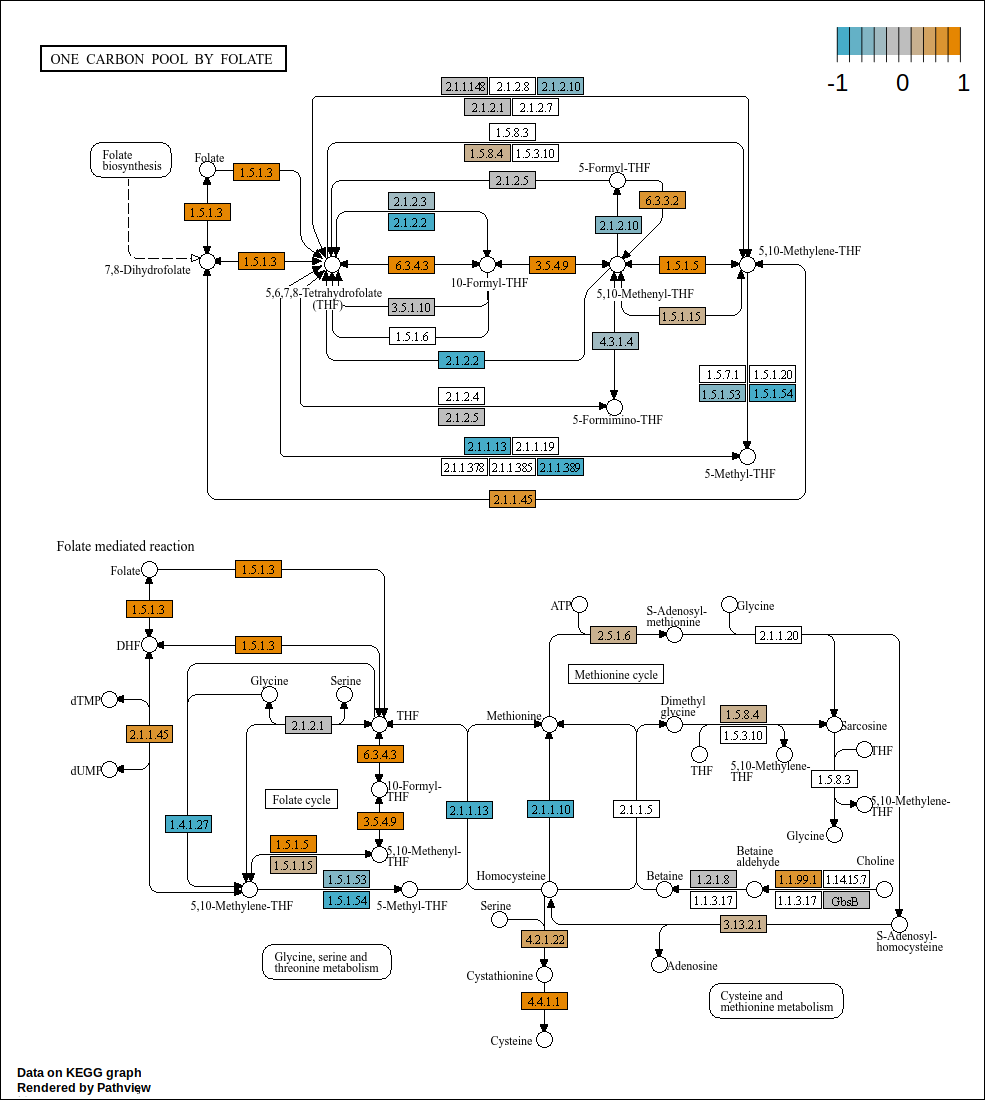 ONE CARBON POOL BY FOLATE
-1 0 1
2.1.1.148 2.1.2.8 2.1.2.10
2.1.2.1 2.1.2.7
1.5.8.3
1.5.8.4 1.5.3.10
Folate
biosynthesis
Folate
1.5.1.3
5-Formyl-THF
2.1.2.5
6.3.3.2
2.1.2.3
2.1.2.2
1.5.1.3
2.1.2.10
5,10-Methylene-THF
7,8-Dihydrofolate
1.5.1.3
6.3.4.3
3.5.4.9
1.5.1.5
10-Formyl-THF
5,6,7,8-Tetrahydrofolate
(THF)
5,10-Methenyl-THF
3.5.1.10
1.5.1.15
1.5.1.6
4.3.1.4
2.1.2.2
1.5.7.1 1.5.1.20
1.5.1.53 1.5.1.54
2.1.2.4
2.1.2.5
5-Formimino-THF
2.1.1.13 2.1.1.19
2.1.1.378 2.1.1.385 2.1.1.389
5-Methyl-THF
2.1.1.45
Folate mediated reaction
Folate
1.5.1.3
1.5.1.3
DHF
1.5.1.3
ATP
S-Adenosyl-
methionine
Glycine
2.5.1.6
2.1.1.20
Methionine cycle
Glycine
Serine
dTMP
2.1.2.1
THF
Methionine
Dimethyl
glycine
1.5.8.4
1.5.3.10
Sarcosine
2.1.1.45
6.3.4.3
THF
5,10-Methylene-
THF
THF
dUMP
1.5.8.3
10-Formyl-
THF
Folate cycle
5,10-Methylene-
THF
1.4.1.27
3.5.4.9
2.1.1.13
2.1.1.10
2.1.1.5
Glycine
1.5.1.5
1.5.1.15
5,10-Methenyl-
THF
Betaine
aldehyde
Choline
1.5.1.53
1.5.1.54
Homocysteine
Betaine
1.2.1.8
1.1.3.17
1.1.99.1 1.14.15.7
1.1.3.17 GbsB
5,10-Methylene-THF
5-Methyl-THF
Serine
3.13.2.1
4.2.1.22
S-Adenosyl-
homocysteine
Glycine, serine and
threonine metabolism
Cystathionine
Adenosine
4.4.1.1
Cysteine and
methionine metabolism
Cysteine
Data on KEGG graph
Rendered by Pathview